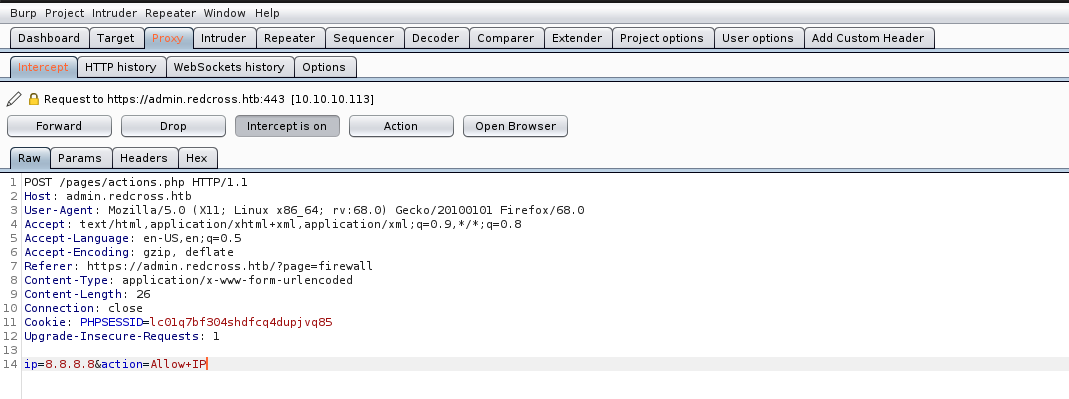 Burp Project Intruder Repeater Window Help
Dashboard Target Proxy Intruder Repeater Sequencer Decoder Comparer Extender Project options User options Add Custom Header
Intercept HTTP history WebSockets history Options
Request to https://admin.redcross.htb:443 [10.10.10.113]
Forward Drop Intercept is on Action Open Browser
Raw Params Headers Hex
1 POST /pages/actions.php HTTP/1.1
2 Host: admin.redcross.htb
3 User-Agent: Mozilla/5.0 (X11; Linux x86_64; rv:68.0) Gecko/20100101 Firefox/68.0
4 Accept: text/html,application/xhtml+xml,application/xml;q=0.9,*/*;q=0.8
5 Accept-Language: en-US,en;q=0.5
6 Accept-Encoding: gzip, deflate
7 Referer: https://admin.redcross.htb/?page=firewall
8 Content-Type: application/x-www-form-urlencoded
9 Content-Length: 26
10 Connection: close
11 Cookie: PHPSESSID=lc01q7bf304shdfcq4dupjvq85
12 Upgrade-Insecure-Requests: 1
13
14 ip=8.8.8.8&action=Allow+IP